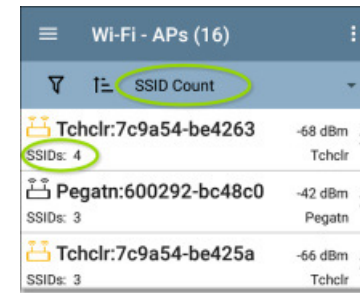 Wi-Fi - APs (16)
SSID Count
Tchclr:7c9a54-be4263 -68 dBm
SSIDs: 4 Tchclr
Pegatn:600292-bc48c0 -42 dBm
SSIDs: 3 Pegatn
Tchclr:7c9a54-be425a -66 dBm
SSIDs: 3 Tchclr